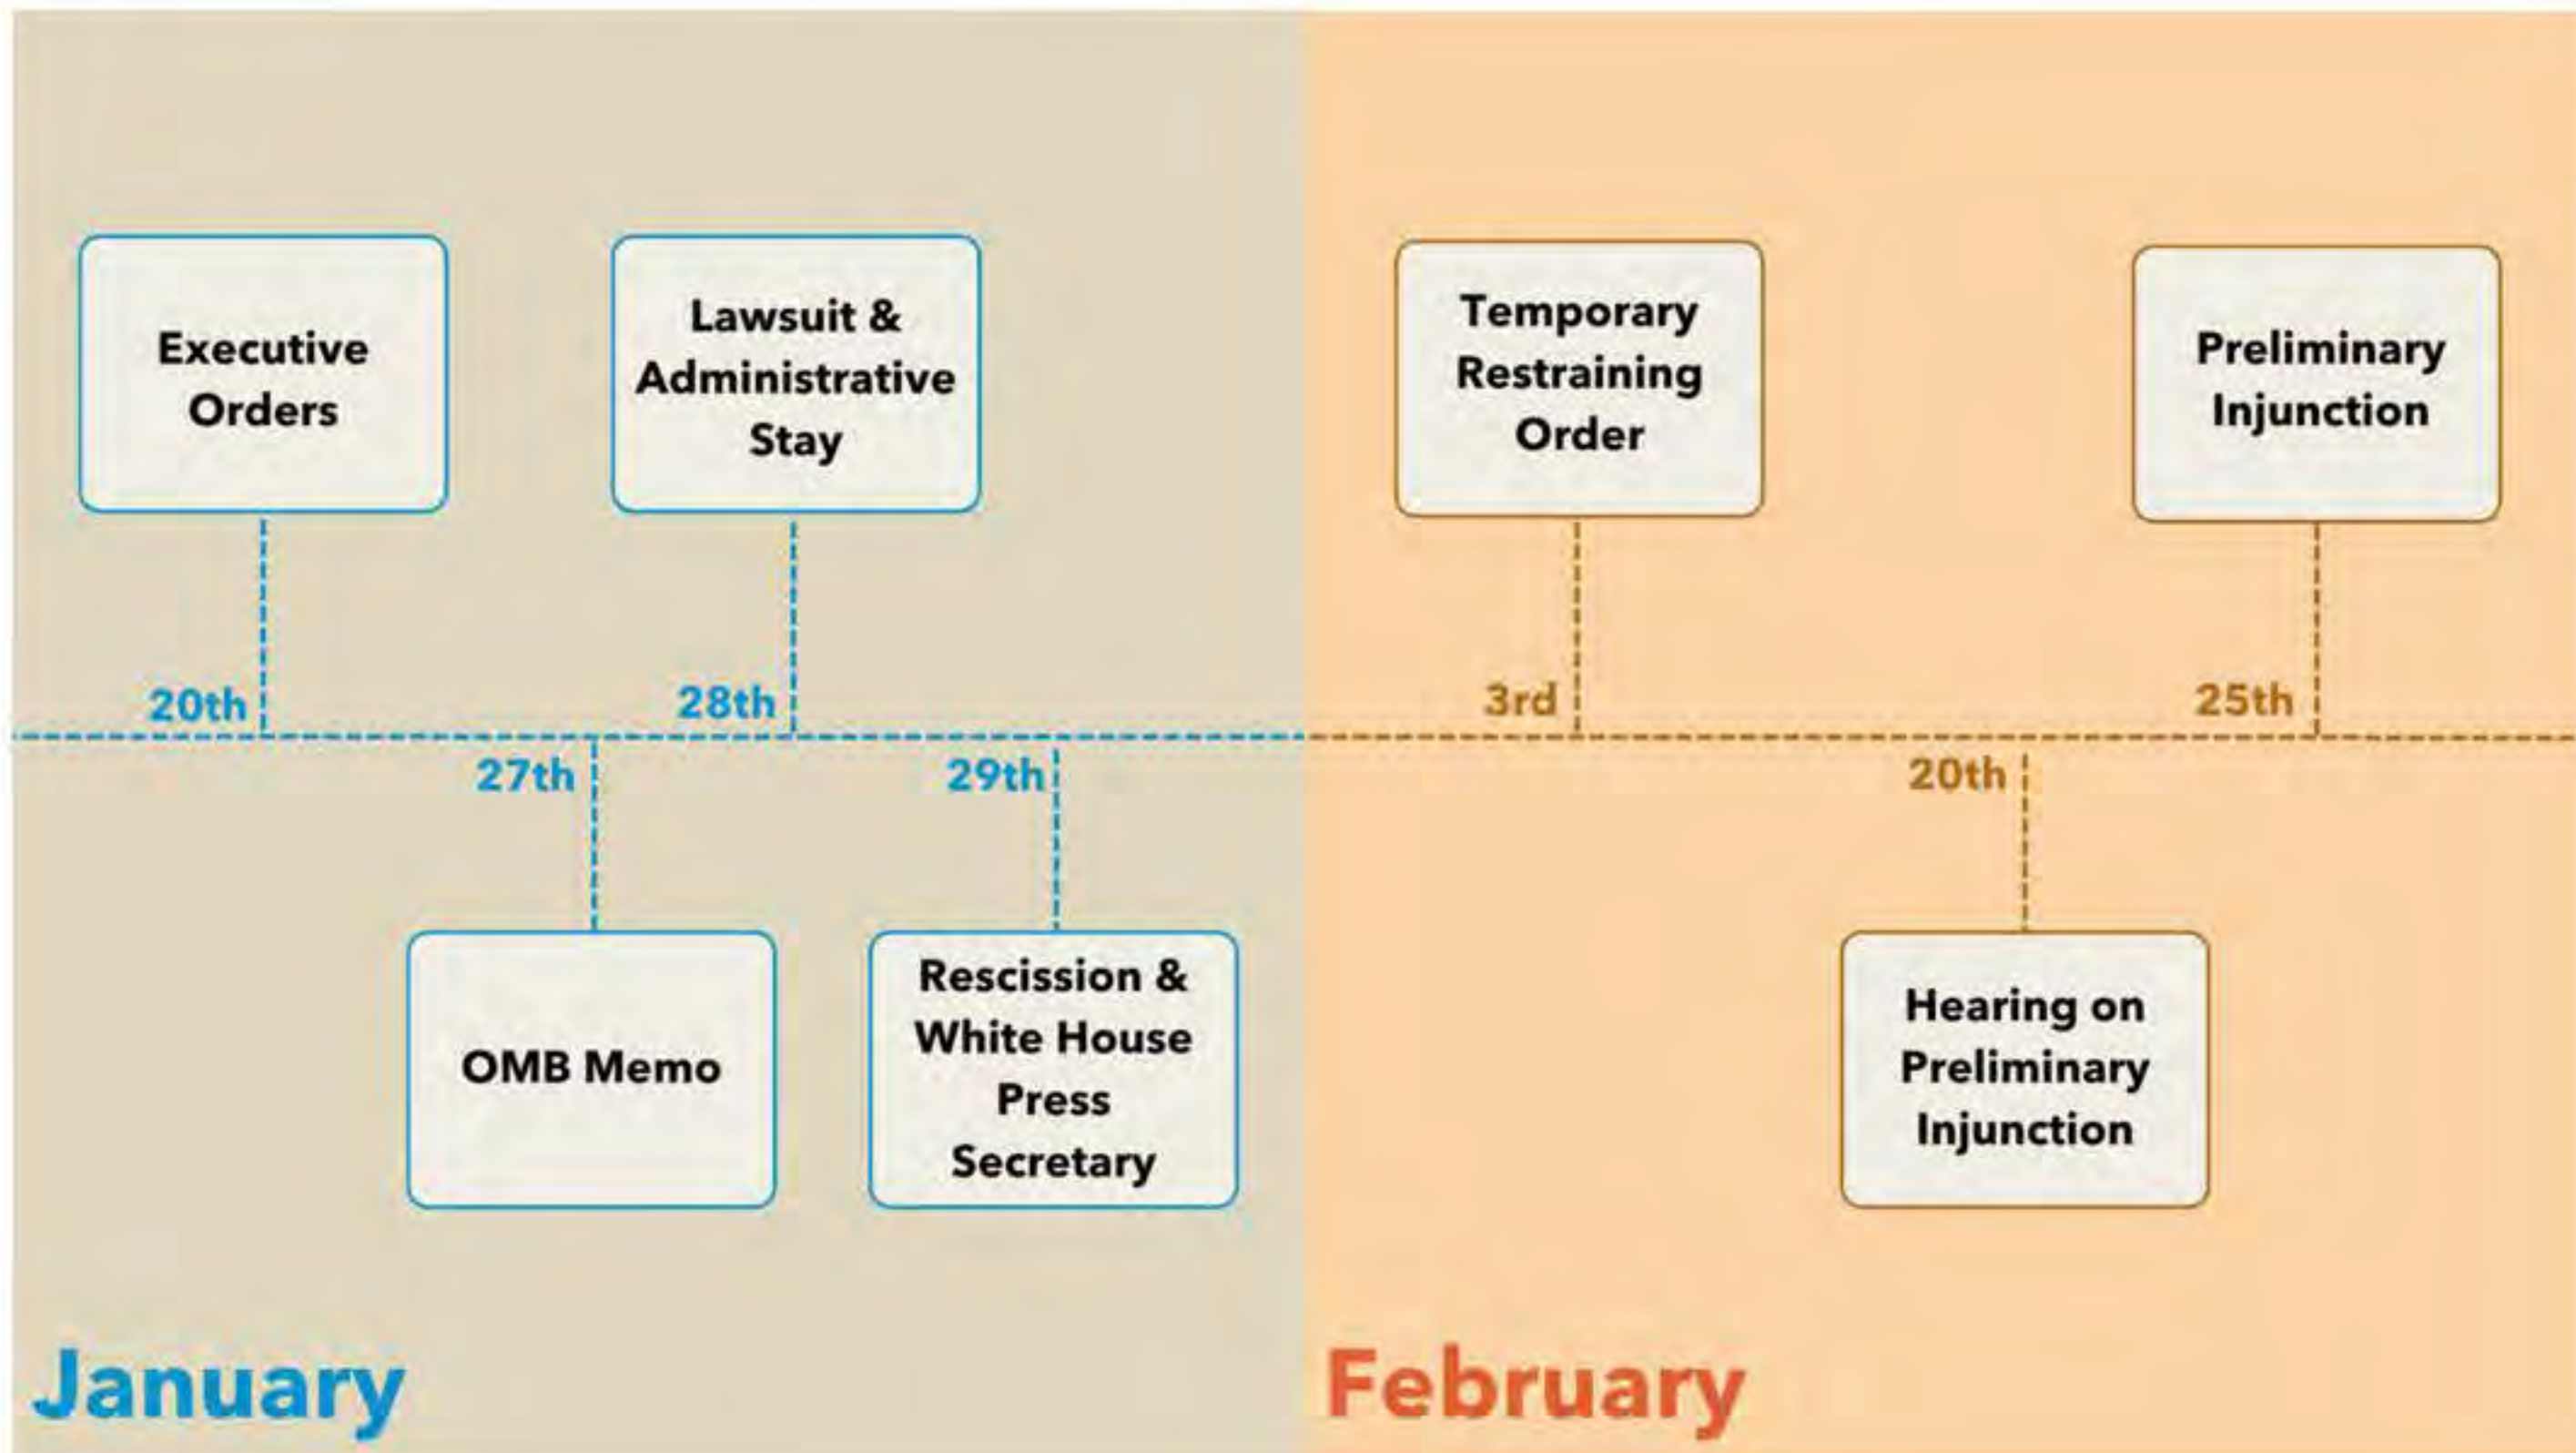 Executive
Orders
Lawsuit &
Administrative
Stay
Temporary
Restraining
Order
Preliminary
Injunction
20th
28th
3rd
25th
27th
29th
20th
OMB Memo
Rescission &
White House
Press
Secretary
Hearing on
Preliminary
Injunction
January
February